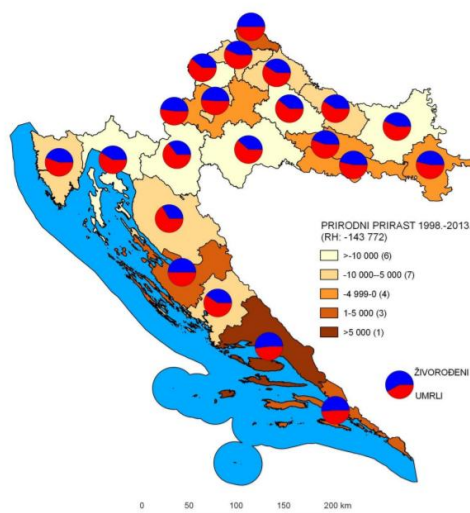 PRIRODNI PRIRAST 1998.-2013.
(RH: -143 772)
>-10 000 (6)
-10 000--5 000 (7)
-4 999-0 (4)
1-5 000 (3)
>5 000 (1)
ŽIVOROĐENI
UMRLI
0 50 100 150 200 km